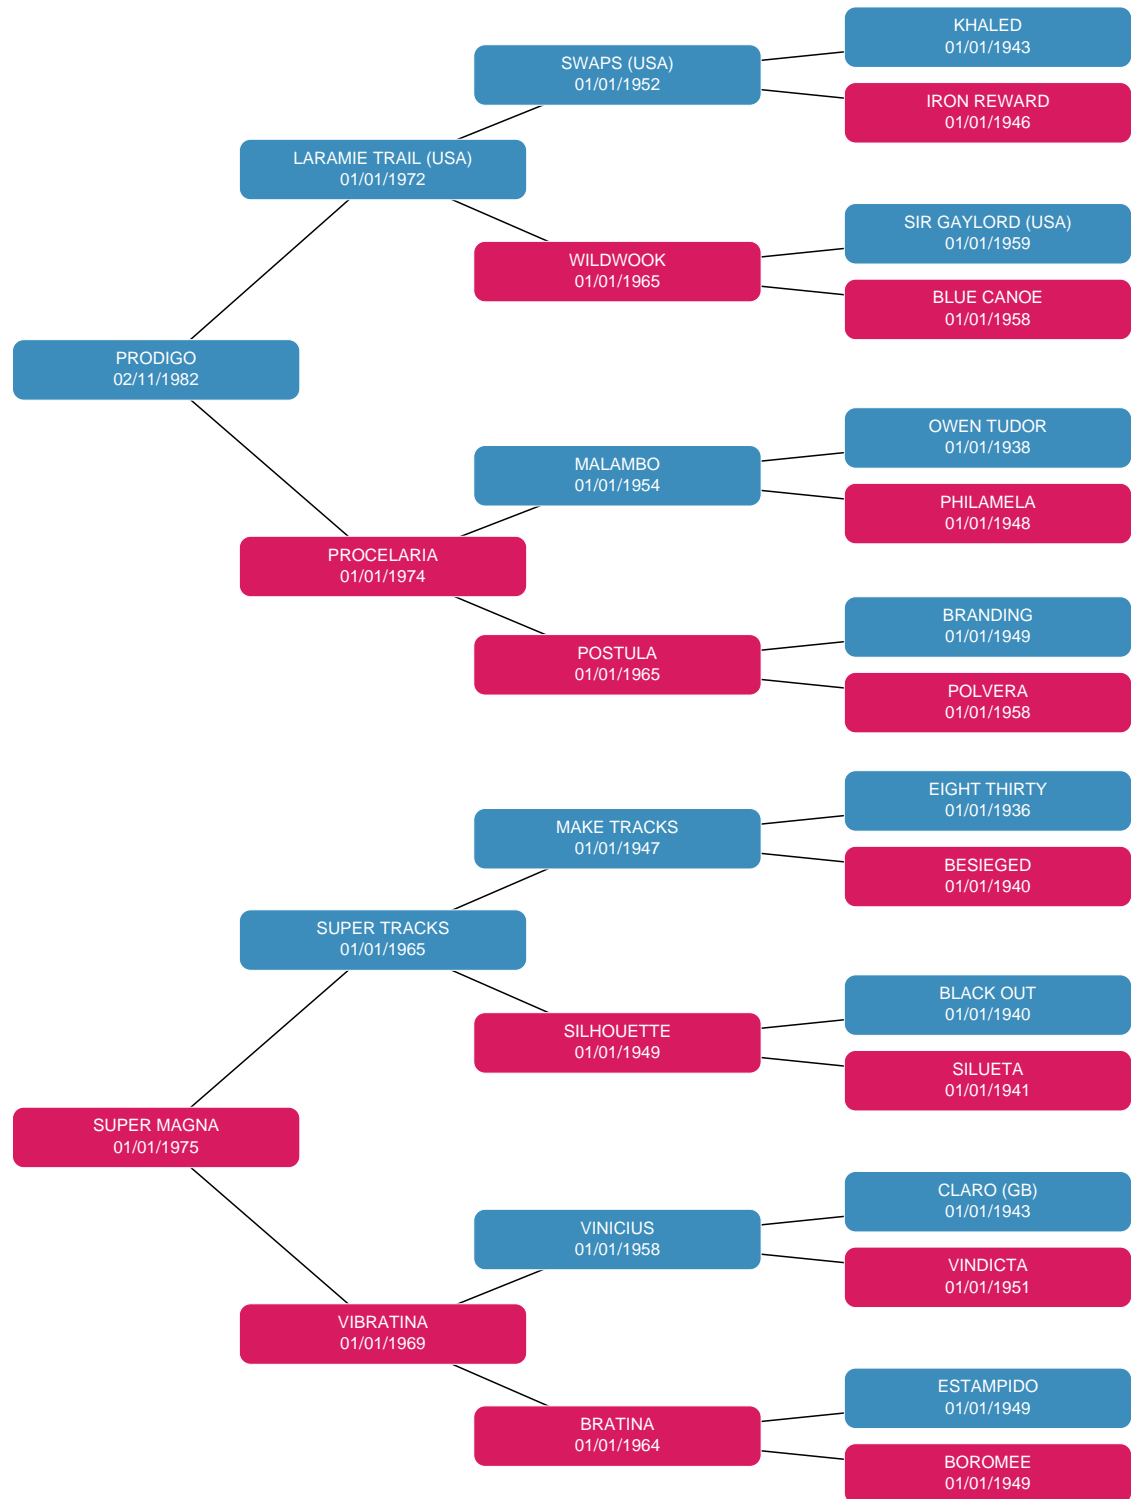 KHALED
01/01/1943
SWAPS (USA)
01/01/1952
IRON REWARD
01/01/1946
LARAMIE TRAIL (USA)
01/01/1972
SIR GAYLORD (USA)
01/01/1959
WILDWOOK
01/01/1965
BLUE CANOE
01/01/1958
PRODIGO
02/11/1982
OWEN TUDOR
01/01/1938
MALAMBO
01/01/1954
PHILAMELA
01/01/1948
PROCELARIA
01/01/1974
BRANDING
01/01/1949
POSTULA
01/01/1965
POLVERA
01/01/1958
EIGHT THIRTY
01/01/1936
MAKE TRACKS
01/01/1947
BESIEGED
01/01/1940
SUPER TRACKS
01/01/1965
BLACK OUT
01/01/1940
SILHOUETTE
01/01/1949
SILUETA
01/01/1941
SUPER MAGNA
01/01/1975
CLARO (GB)
01/01/1943
VINICIUS
01/01/1958
VINDICTA
01/01/1951
VIBRATINA
01/01/1969
ESTAMPIDO
01/01/1949
BRATINA
01/01/1964
BOROMEE
01/01/1949